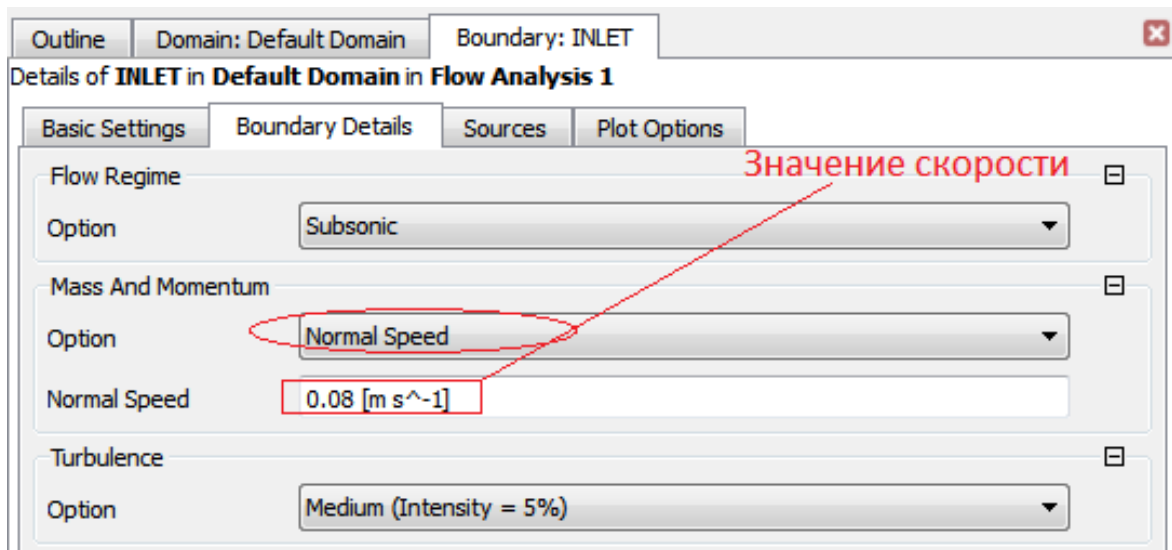 Outline Domain: Default Domain Boundary: INLET
Details of INLET in Default Domain in Flow Analysis 1
Basic Settings Boundary Details Sources Plot Options
Значение скорости
Flow Regime
Option Subsonic
Mass And Momentum
Option Normal Speed
Normal Speed 0.08 [m s^-1]
Turbulence
Option Medium (Intensity = 5%)